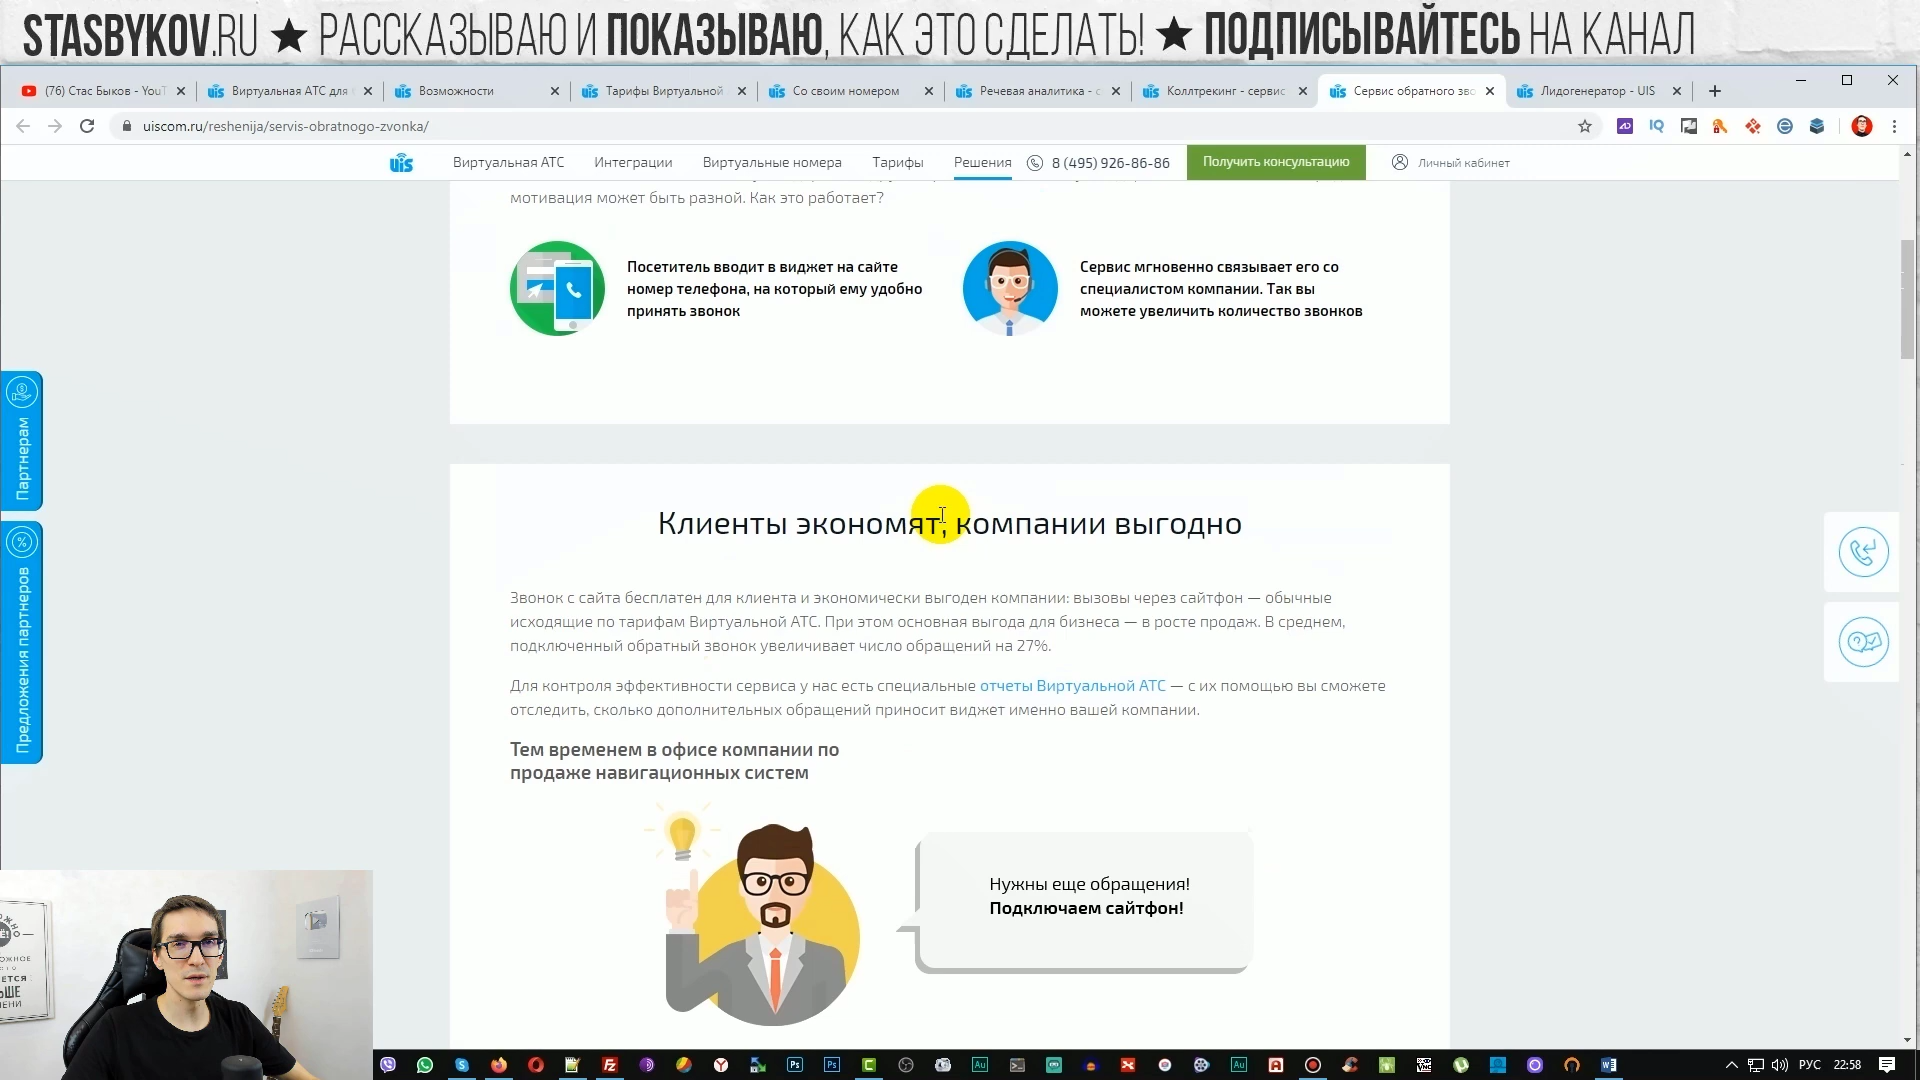 STASBYKOV.RU ★ РАССКАЗЫВАЮ И ПОКАЗЫВАЮ, КАК ЭТО СДЕЛАТЬ! ★ ПОДПИСЫВАЙТЕСЬ НА КАНАЛ
(76) Стас Быков - YouT
Виртуальная АТС для
Возможности
Тарифы Виртуальной
Со своим номером
Речевая аналитика - с
Коллтрекинг - сервис
Сервис обратного зво
Лидогенератор - UIS
uiscom.ru/reshenija/servis-obratnogo-zvonka/
uis
Виртуальная АТС
Интеграции
Виртуальные номера
Тарифы
Решения
8 (495) 926-86-86
Получить консультацию
Личный кабинет
мотивация может быть разной. Как это работает?
Посетитель вводит в виджет на сайте
номер телефона, на который ему удобно
принять звонок
Сервис мгновенно связывает его со
специалистом компании. Так вы
можете увеличить количество звонков
Партнерам
Предложения партнеров
Клиенты экономят, компании выгодно
Звонок с сайта бесплатен для клиента и экономически выгоден компании: вызовы через сайтфон — обычные
исходящие по тарифам Виртуальной АТС. При этом основная выгода для бизнеса — в росте продаж. В среднем,
подключенный обратный звонок увеличивает число обращений на 27%.
Для контроля эффективности сервиса у нас есть специальные отчеты Виртуальной АТС — с их помощью вы сможете
отследить, сколько дополнительных обращений приносит виджет именно вашей компании.
Тем временем в офисе компании по
продаже навигационных систем
Нужны еще обращения!
Подключаем сайтфон!
РУС
22:58